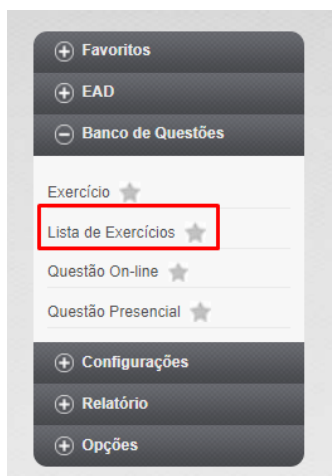 Favoritos
EAD
Banco de Questões
Exercício
Lista de Exercícios
Questão On-line
Questão Presencial
Configurações
Relatório
Opções